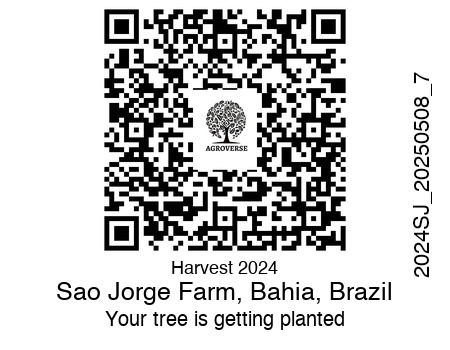 AGROVERSE
2024SJ_20250508_7
Harvest 2024
Sao Jorge Farm, Bahia, Brazil
Your tree is getting planted